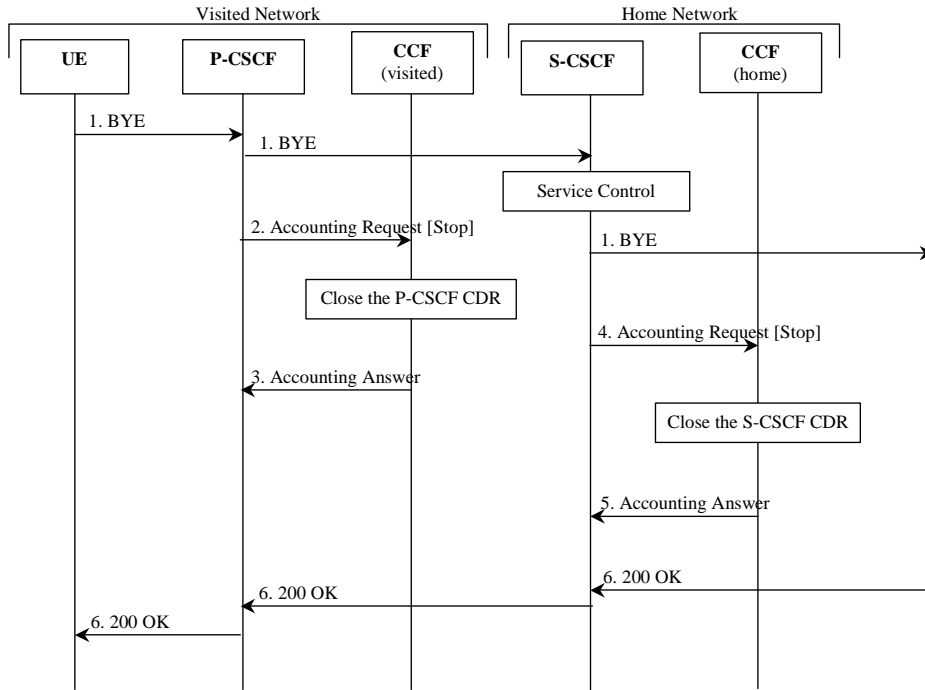 Visited Network
Home Network
UE
P-CSCF
CCF
(visited)
S-CSCF
CCF
(home)
1. BYE
1. BYE
Service Control
2. Accounting Request [Stop]
1. BYE
Close the P-CSCF CDR
4. Accounting Request [Stop]
3. Accounting Answer
Close the S-CSCF CDR
5. Accounting Answer
6. 200 OK
6. 200 OK
6. 200 OK